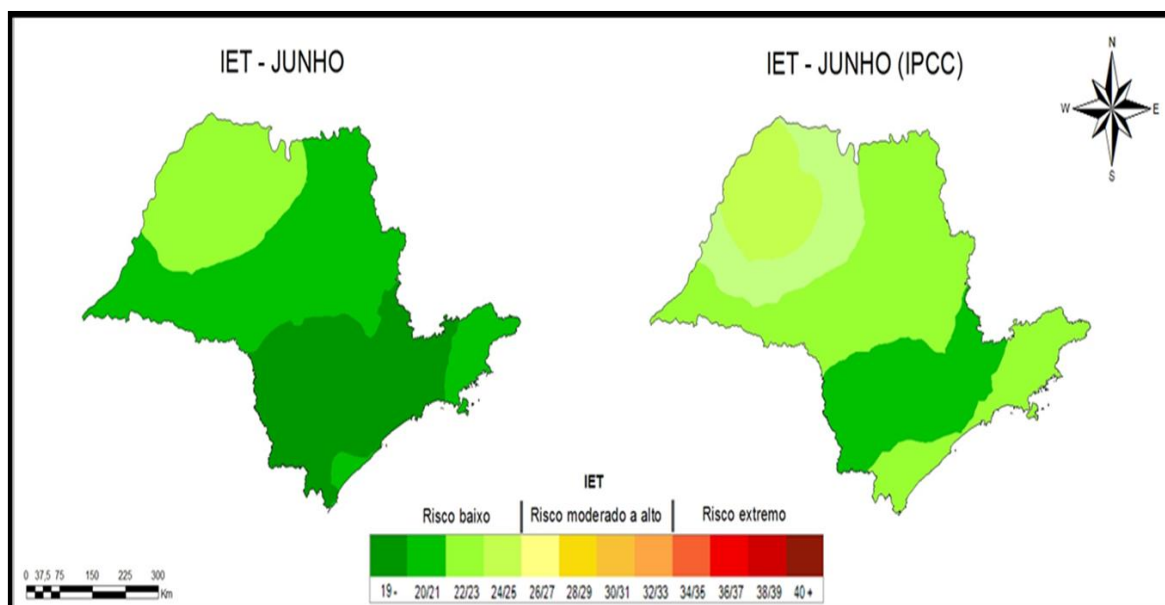 IET - JUNHO
IET - JUNHO (IPCC)
N
W
E
S
IET
Risco baixo
Risco moderado a alto
Risco extremo
19 -
20/21
22/23
24/25
26/27
28/29
30/31
32/33
34/35
36/37
38/39
40 +
0 37,5 75 150 225 300
Km